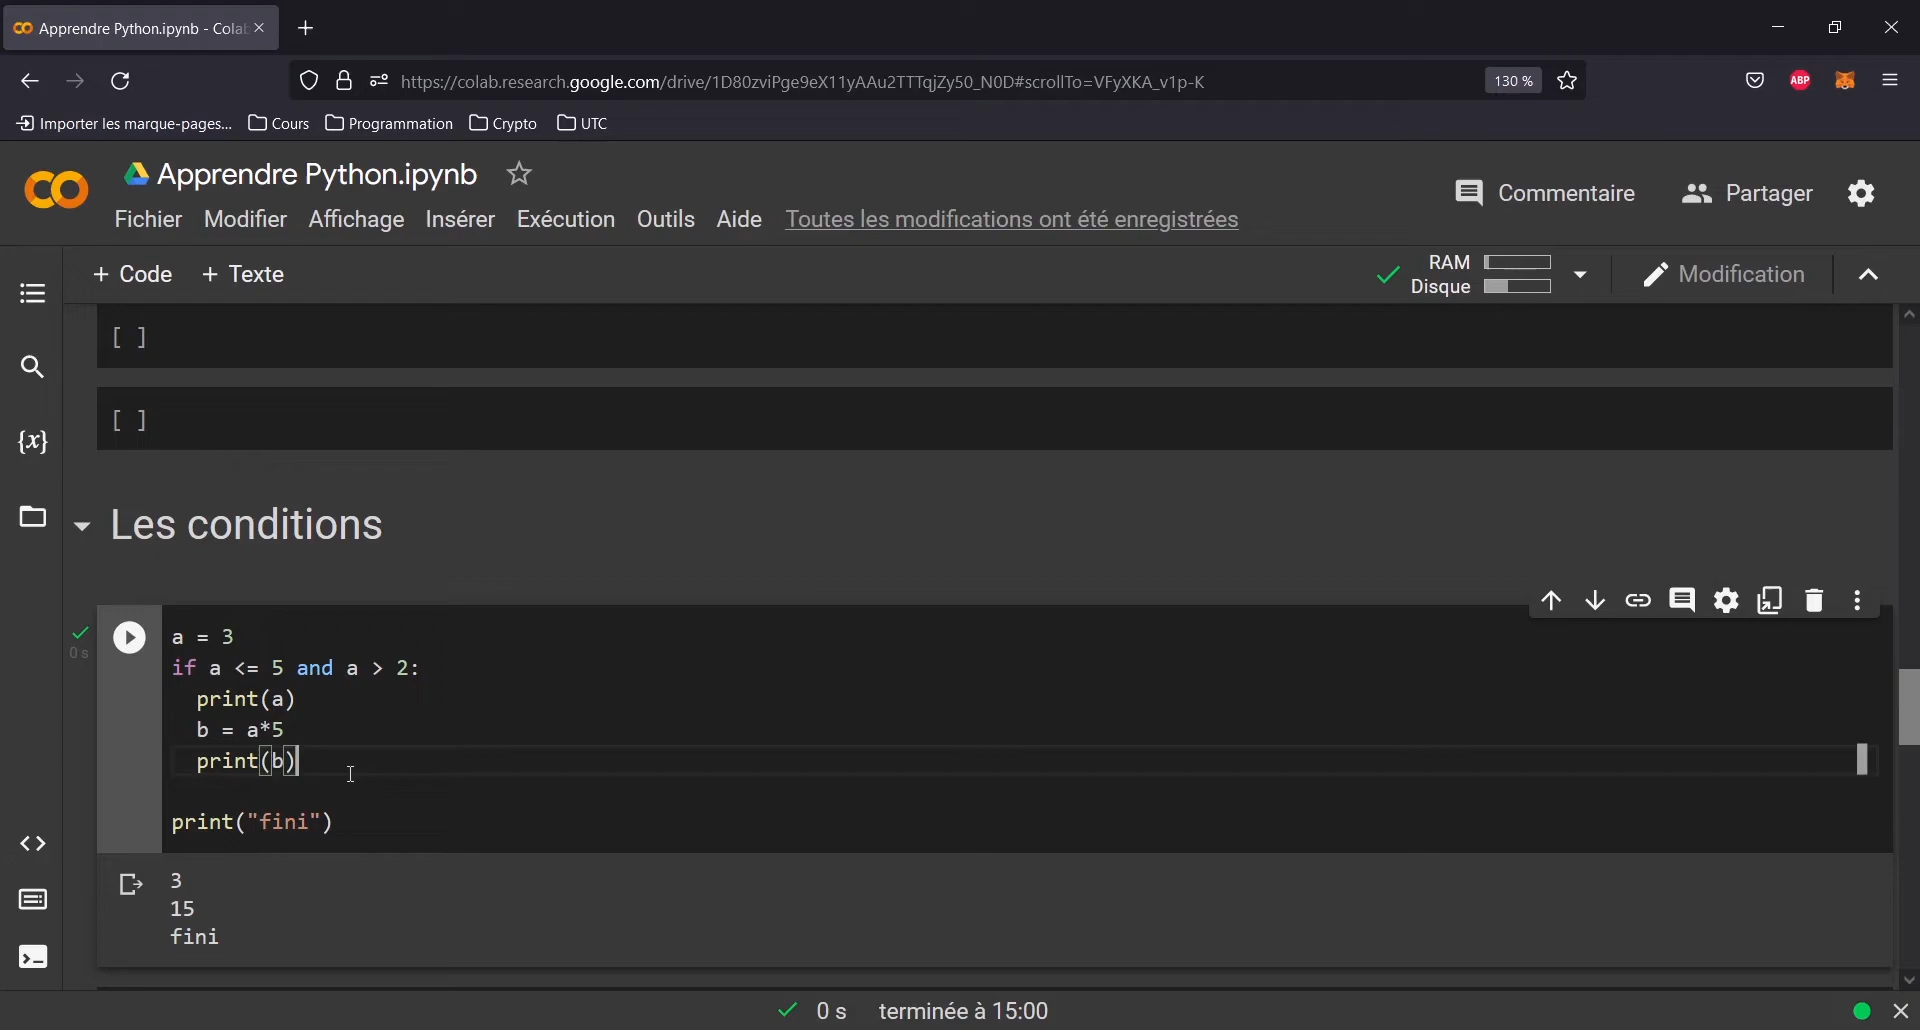 Apprendre Python.ipynb - Cola
https://colab.research.google.com/drive/1D80zviPge9eX11yAAu2TTTqjZy50_N0D#scrollTo=VFyXKA_v1p-K
130 %
ABP
Importer les marque-pages... Cours Programmation Crypto UTC
Apprendre Python.ipynb
Commentaire Partager
Fichier Modifier Affichage Insérer Exécution Outils Aide Toutes les modifications ont été enregistrées
+ Code + Texte
RAM
Disque
Modification
[ ]
{x}
[ ]
Les conditions
a = 3
0 s
if a <= 5 and a > 2:
print(a)
b = a*5
print(b)
print("fini")
3
15
fini
0 s terminée à 15:00